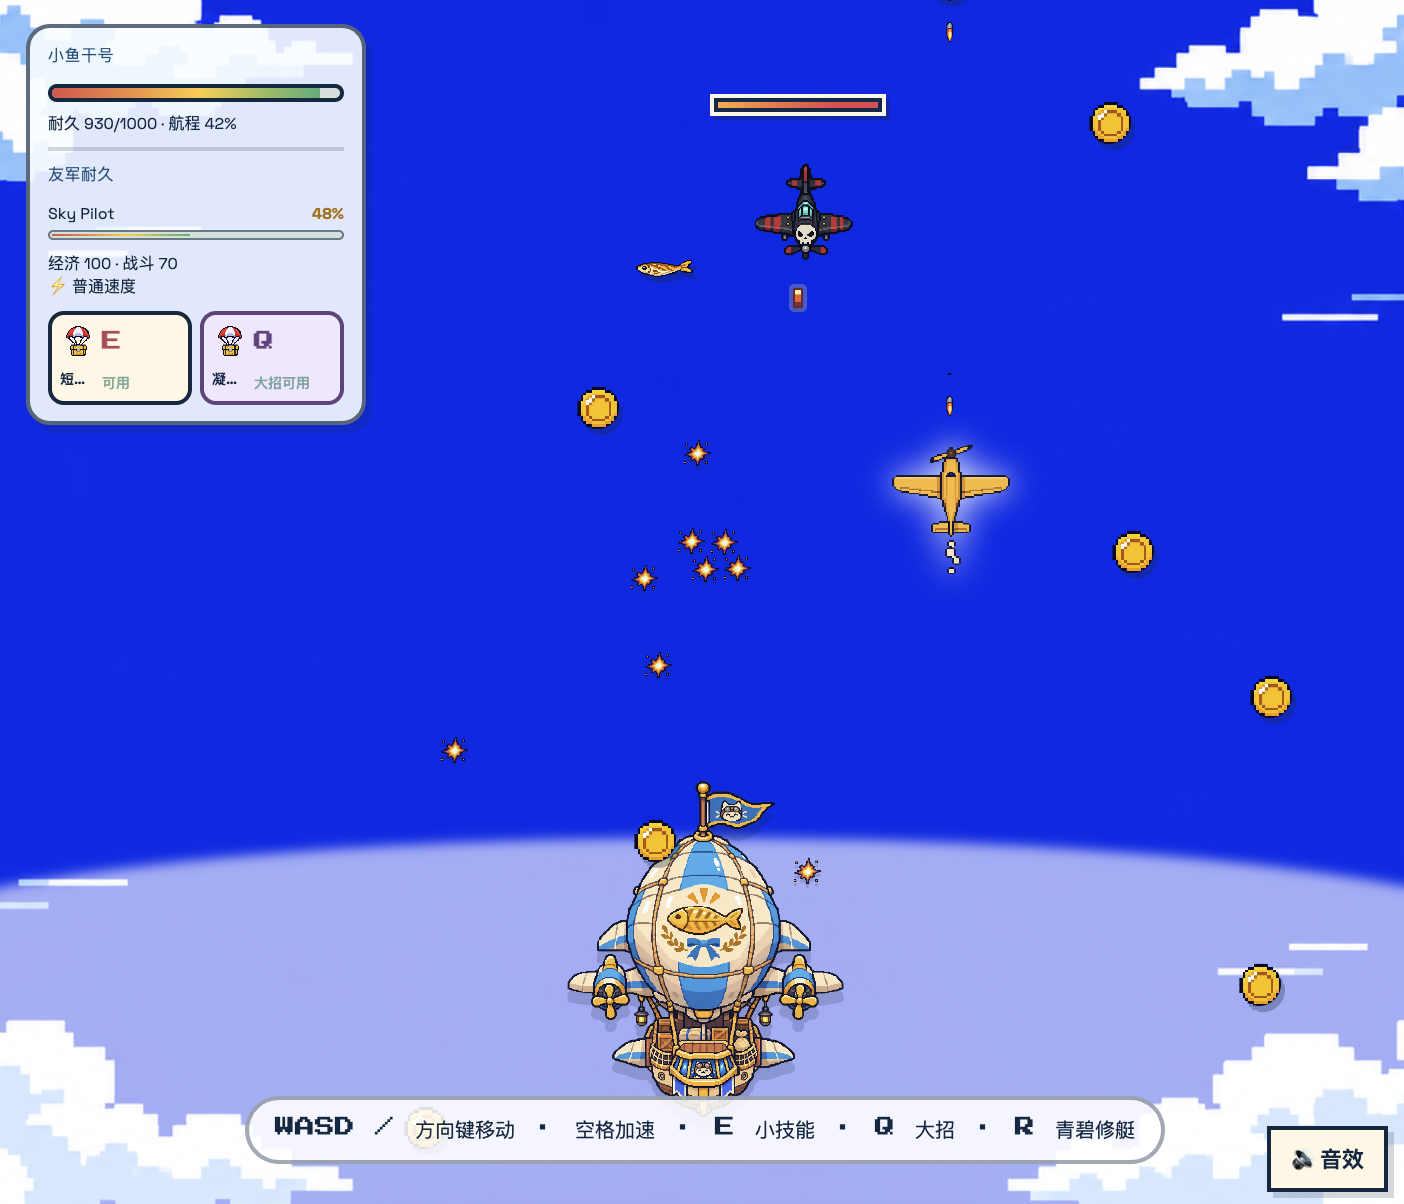 小鱼干号
耐久 930/1000 · 航程 42%
友军耐久
Sky Pilot 48%
经济 100 · 战斗 70
⚡ 普通速度
E
短... 可用
Q
凝... 大招可用
WASD / 方向键移动 · 空格加速 · E 小技能 · Q 大招 · R 青碧修艇
🔊 音效